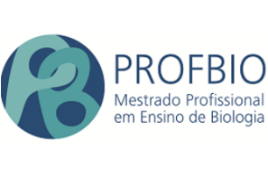 PROFBIO
Mestrado Profissional
em Ensino de Biologia